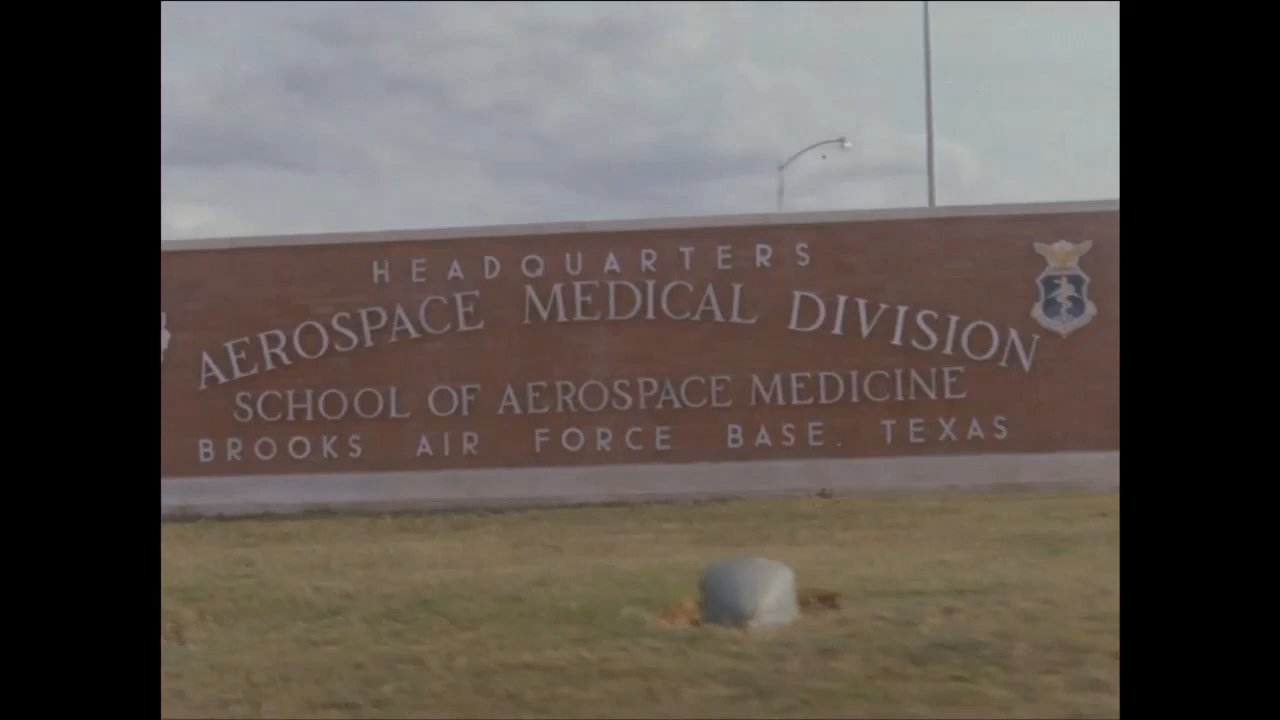 HEADQUARTERS
AEROSPACE MEDICAL DIVISION
SCHOOL OF AEROSPACE MEDICINE
BROOKS AIR FORCE BASE. TEXAS